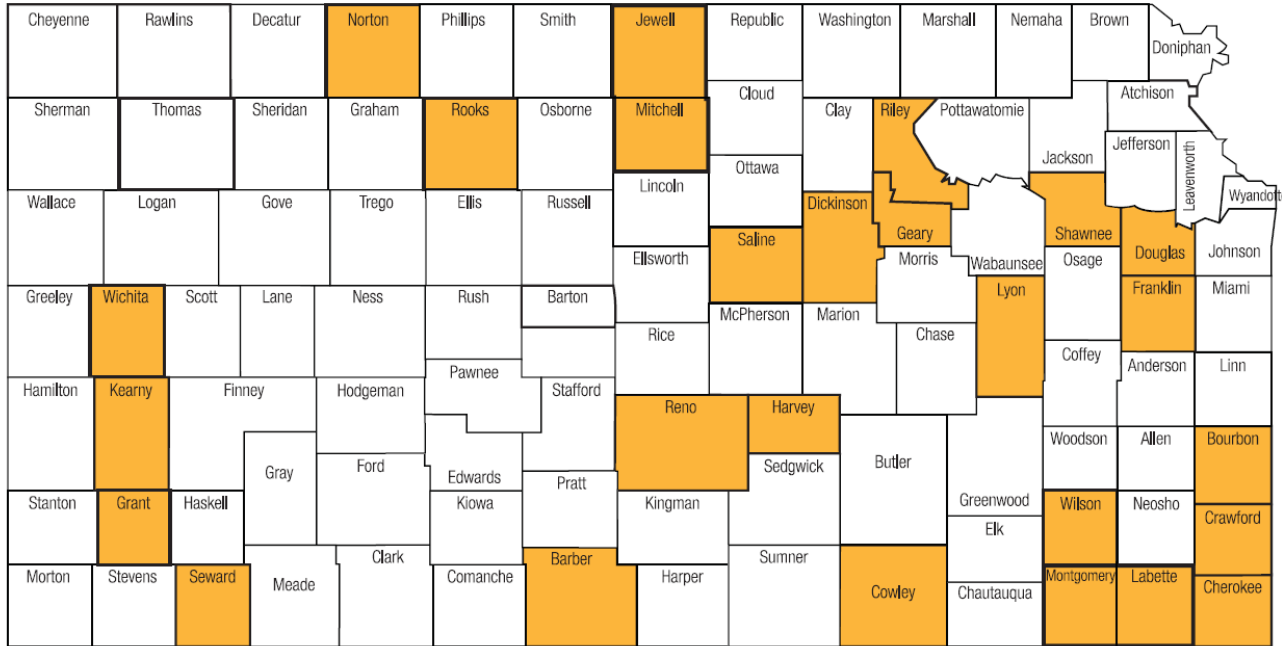 Cheyenne Rawlins Decatur Norton Phillips Smith Jewell Republic Washington Marshall Nemaha Brown
Doniphan
Sherman Thomas Sheridan Graham Rooks Osborne Mitchell Cloud Clay Riley Pottawatomie Atchison
Jackson Jefferson
Ottawa
Leavenworth
Wallace Logan Gove Trego Ellis Russell Lincoln Dickinson Wyandotte
Saline Geary Shawnee
Ellsworth Morris Wabaunsee Osage Douglas Johnson
Greeley Wichita Scott Lane Ness Rush Barton Lyon Franklin Miami
Rice McPherson Marion Chase
Coffey
Hamilton Kearny Finney Hodgeman Pawnee Stafford Anderson Linn
Reno Harvey
Woodson Allen Bourbon
Gray Ford Edwards Pratt Sedgwick Butler
Stanton Grant Haskell Kiowa Kingman Greenwood Wilson Neosho
Crawford
Elk
Clark Barber Sumner
Morton Stevens Seward Meade Comanche Harper Cowley Chautauqua Montgomery Labette Cherokee